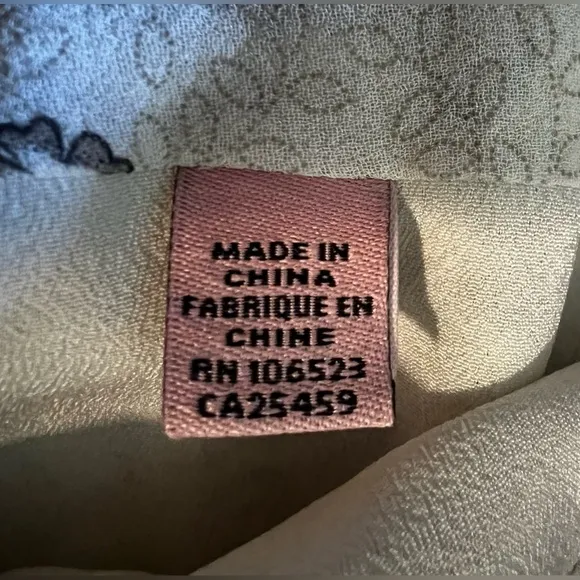 MADE IN
CHINA
FABRIQUE EN
CHINE
RN 106523
CA25459